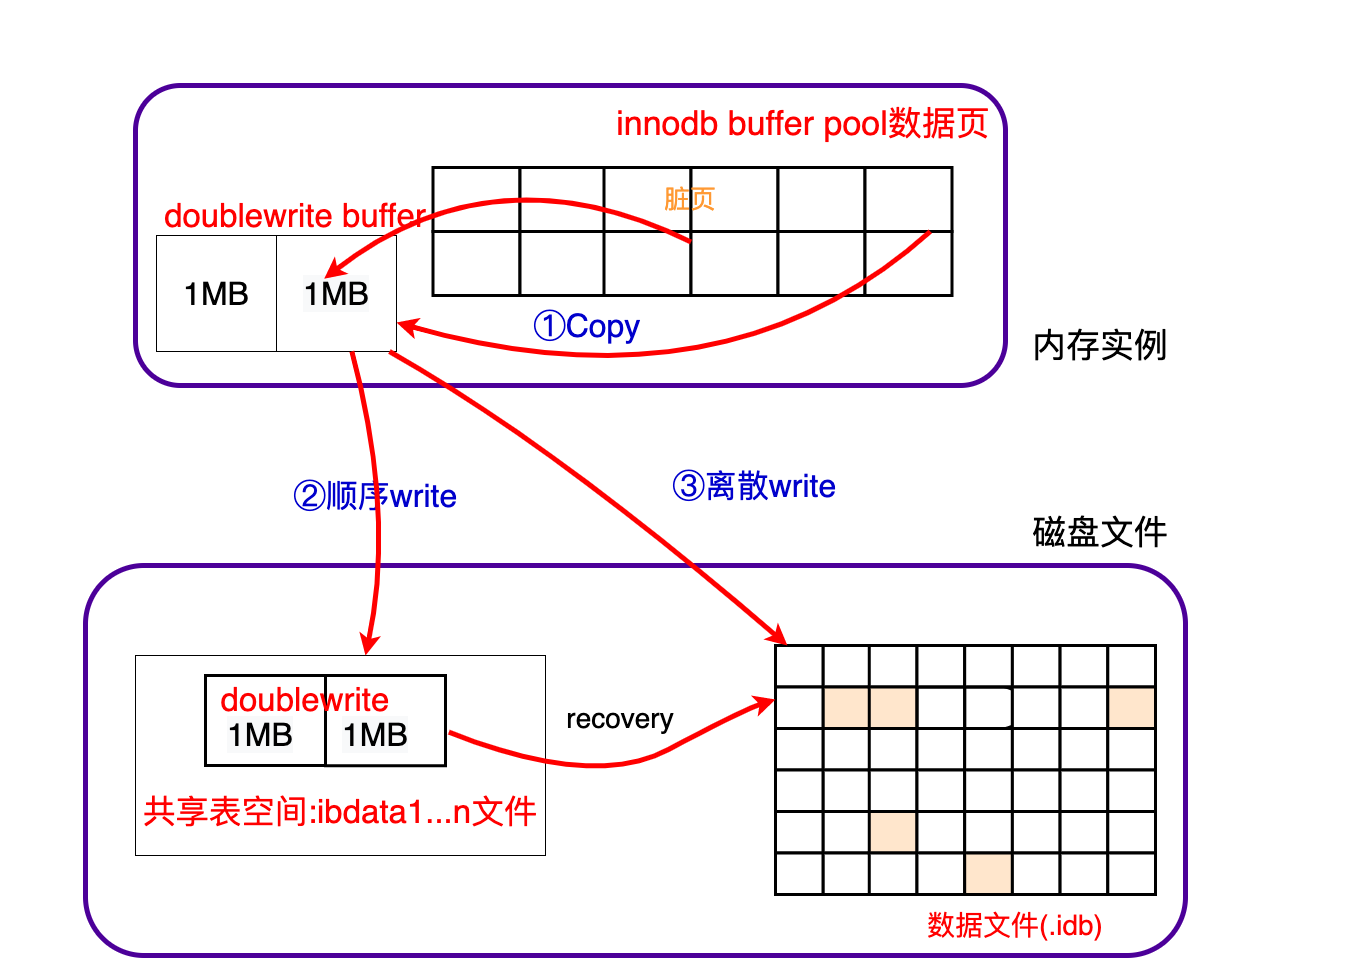 innodb buffer pool数据页
脏页
doublewrite buffer
1MB
1MB
①Copy
内存实例
②顺序write
③离散write
磁盘文件
doublewrite
1MB
1MB
recovery
共享表空间:ibdata1...n文件
数据文件(.idb)